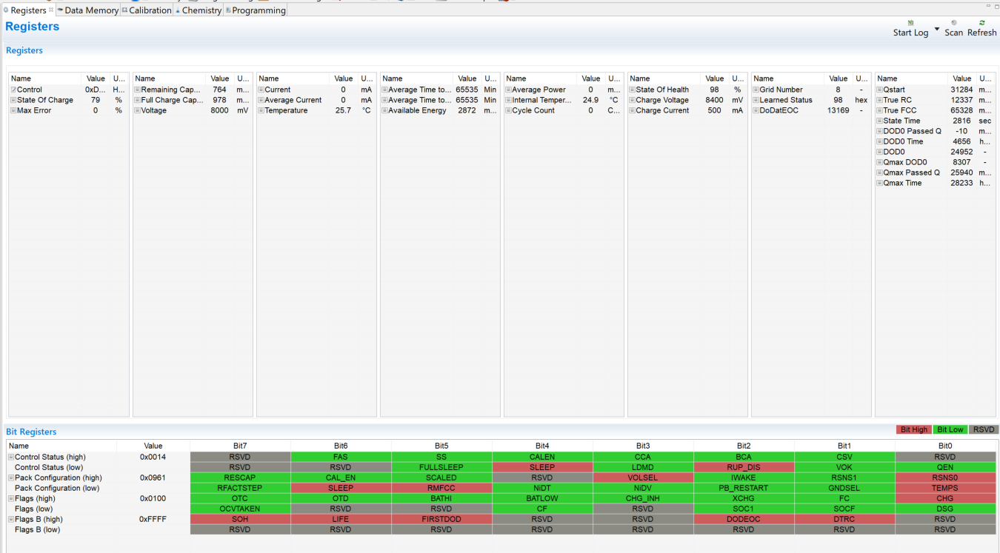 Registers Data Memory Calibration Chemistry Programming
Registers
Start Log Scan Refresh
Registers
Name Value U... Name Value U... Name Value U... Name Value U... Name Value U... Name Value U... Name Value U... Name Value U...
Control 0xD... H... Remaining Cap... 764 m... Current 0 mA Average Time to... 65535 Min Average Power 0 m... State Of Health 98 % Grid Number 8 - Qstart 31284 m...
State Of Charge 79 % Full Charge Cap... 978 m... Average Current 0 mA Average Time to... 65535 Min Internal Temper... 24.9 °C Charge Voltage 8400 mV Learned Status 98 hex True RC 12337 m...
Max Error 0 % Voltage 8000 mV Temperature 25.7 °C Available Energy 2872 m... Cycle Count 0 C... Charge Current 500 mA DoDatEOC 13169 - True FCC 65328 m...
State Time 2816 sec
DOD0 Passed Q -10 m...
DOD0 Time 4656 h...
DOD0 24952 -
Qmax DOD0 8307 -
Qmax Passed Q 25940 m...
Qmax Time 28233 h...
Bit Registers Bit High Bit Low RSVD
Name Value Bit7 Bit6 Bit5 Bit4 Bit3 Bit2 Bit1 Bit0
Control Status (high) 0x0014 RSVD FAS SS CALEN CCA BCA CSV RSVD
Control Status (low) RSVD RSVD FULLSLEEP SLEEP LDMD RUP_DIS VOK QEN
Pack Configuration (high) 0x0961 RESCAP CAL_EN SCALED RSVD VOLSEL IWAKE RSNS1 RSNS0
Pack Configuration (low) RFACTSTEP SLEEP RMFCC NiDT NiDV PB_RESTART GNDSEL TEMPS
Flags (high) 0x0100 OTC OTD BATHI BATLOW CHG_INH XCHG FC CHG
Flags (low) OCVTAKEN RSVD RSVD CF RSVD SOC1 SOCF DSG
Flags B (high) 0xFFFF SOH LIFE FIRSTDOD RSVD RSVD DODEOC DTRC RSVD
Flags B (low) RSVD RSVD RSVD RSVD RSVD RSVD RSVD RSVD